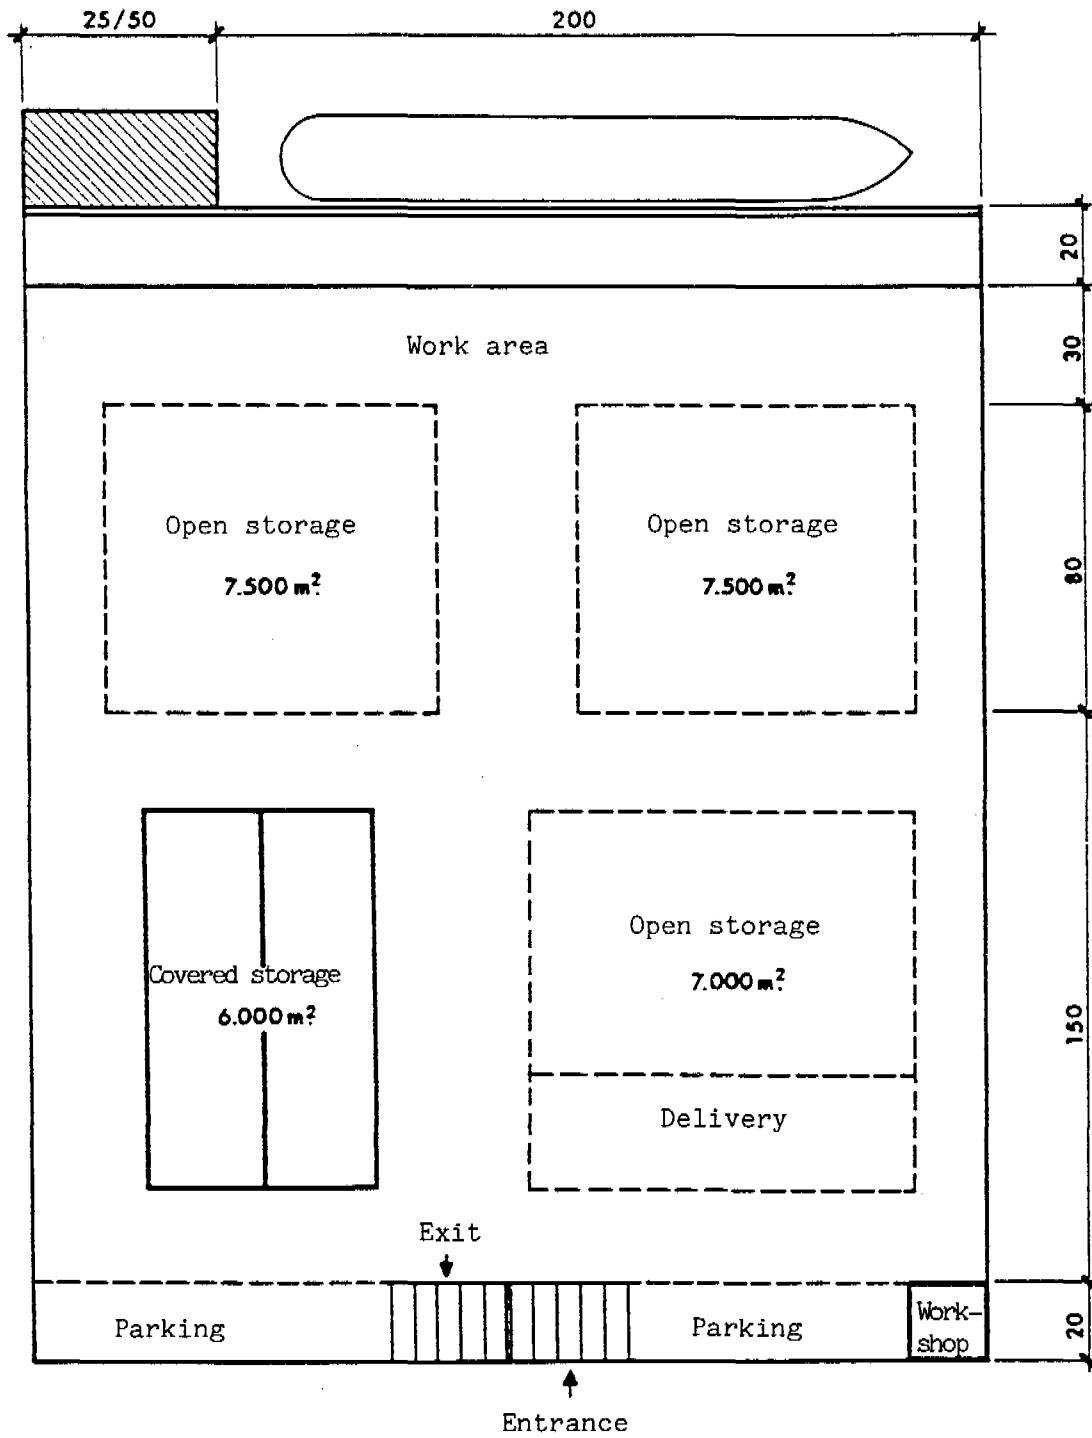 25/50
200
20
Work area
30
Open storage
7.500 m².
Open storage
7.500 m².
80
Open storage
7.000 m².
Covered storage
6.000 m².
150
Delivery
Exit
Parking
Parking
Work-
shop
20
Entrance